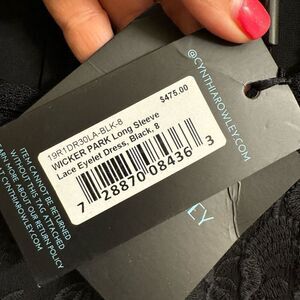 @CYNTHIAROWLEY.COM
$475.00
19R1DR30LA-BLK-8
WICKER PARK Long Sleeve
Lace Eyelet Dress, Black, 8
7 28870 08436 3
ITEM CANNOT BE RETURNED
WITHOUT THIS TAG ATTACHED
LEARN MORE ABOUT OUR RETURN POLICY
AT CYNTHIAROWLEY.COM